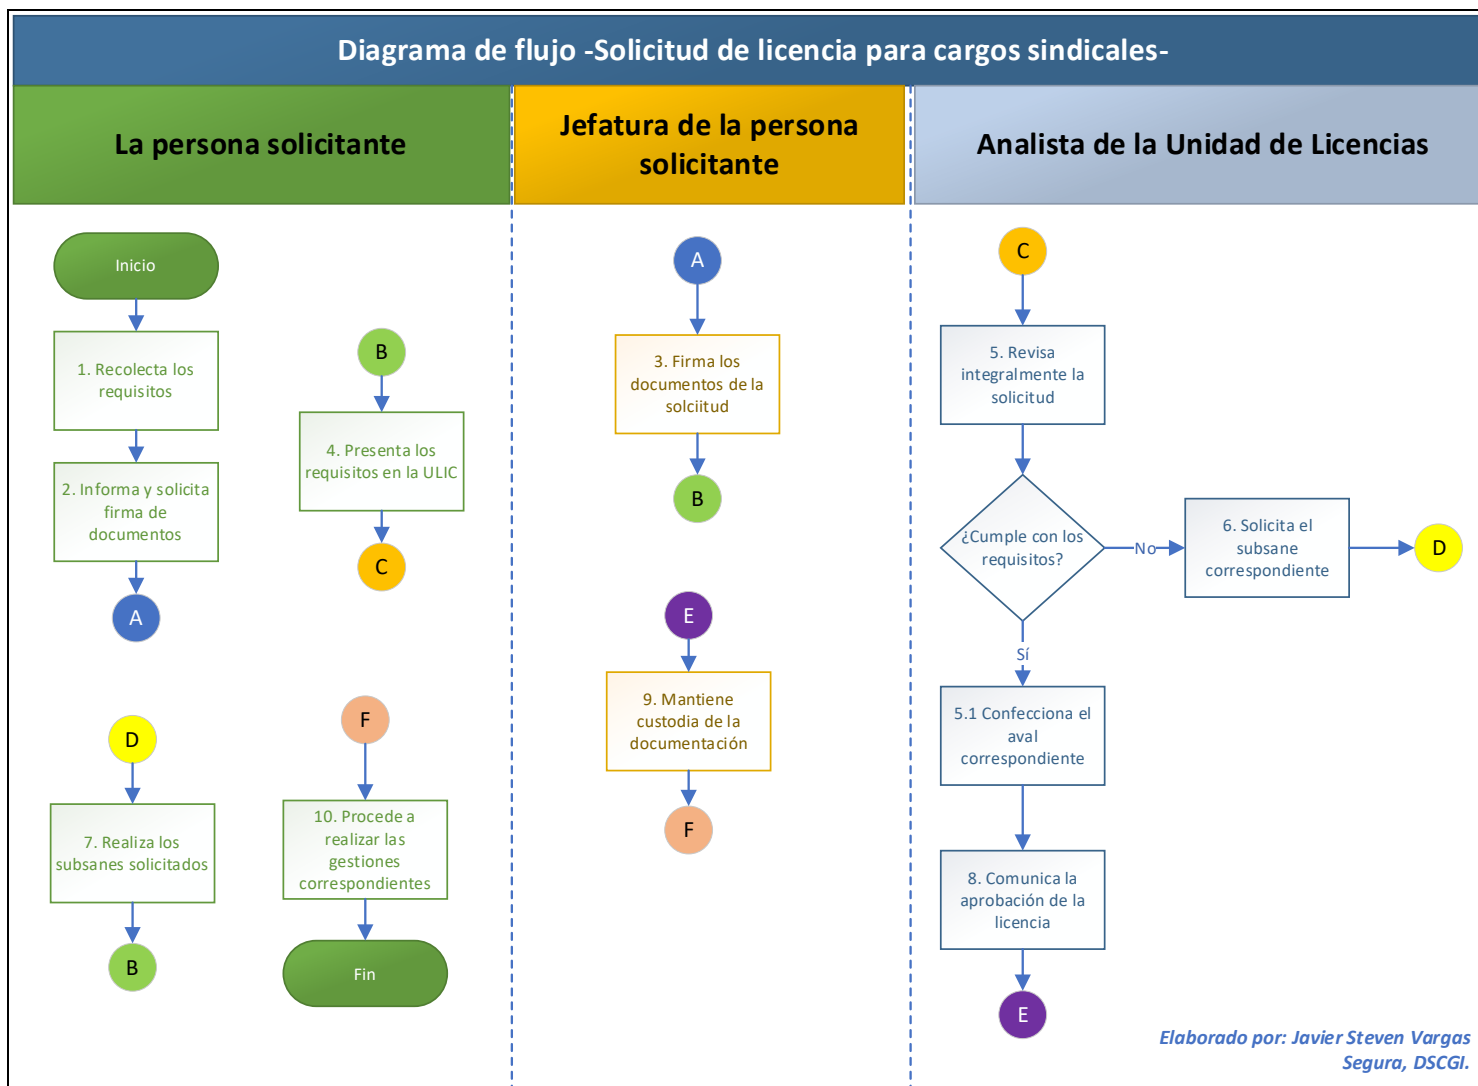 Diagrama de flujo -Solicitud de licencia para cargos sindicales-
La persona solicitante
Jefatura de la persona
solicitante
Analista de la Unidad de Licencias
Inicio
1. Recolecta los
requisitos
2. Informa y solicita
firma de
documentos
A
B
4. Presenta los
requisitos en la ULIC
C
D
7. Realiza los
subsanes solicitados
B
F
10. Procede a
realizar las
gestiones
correspondientes
Fin
A
3. Firma los
documentos de la
solciitud
B
E
9. Mantiene
custodia de la
documentación
F
C
5. Revisa
integralmente la
solicitud
¿Cumple con los
requisitos?
No
6. Solicita el
subsane
correspondiente
D
Sí
5.1 Confecciona el
aval
correspondiente
8. Comunica la
aprobación de la
licencia
E
Elaborado por: Javier Steven Vargas
Segura, DSCGI.